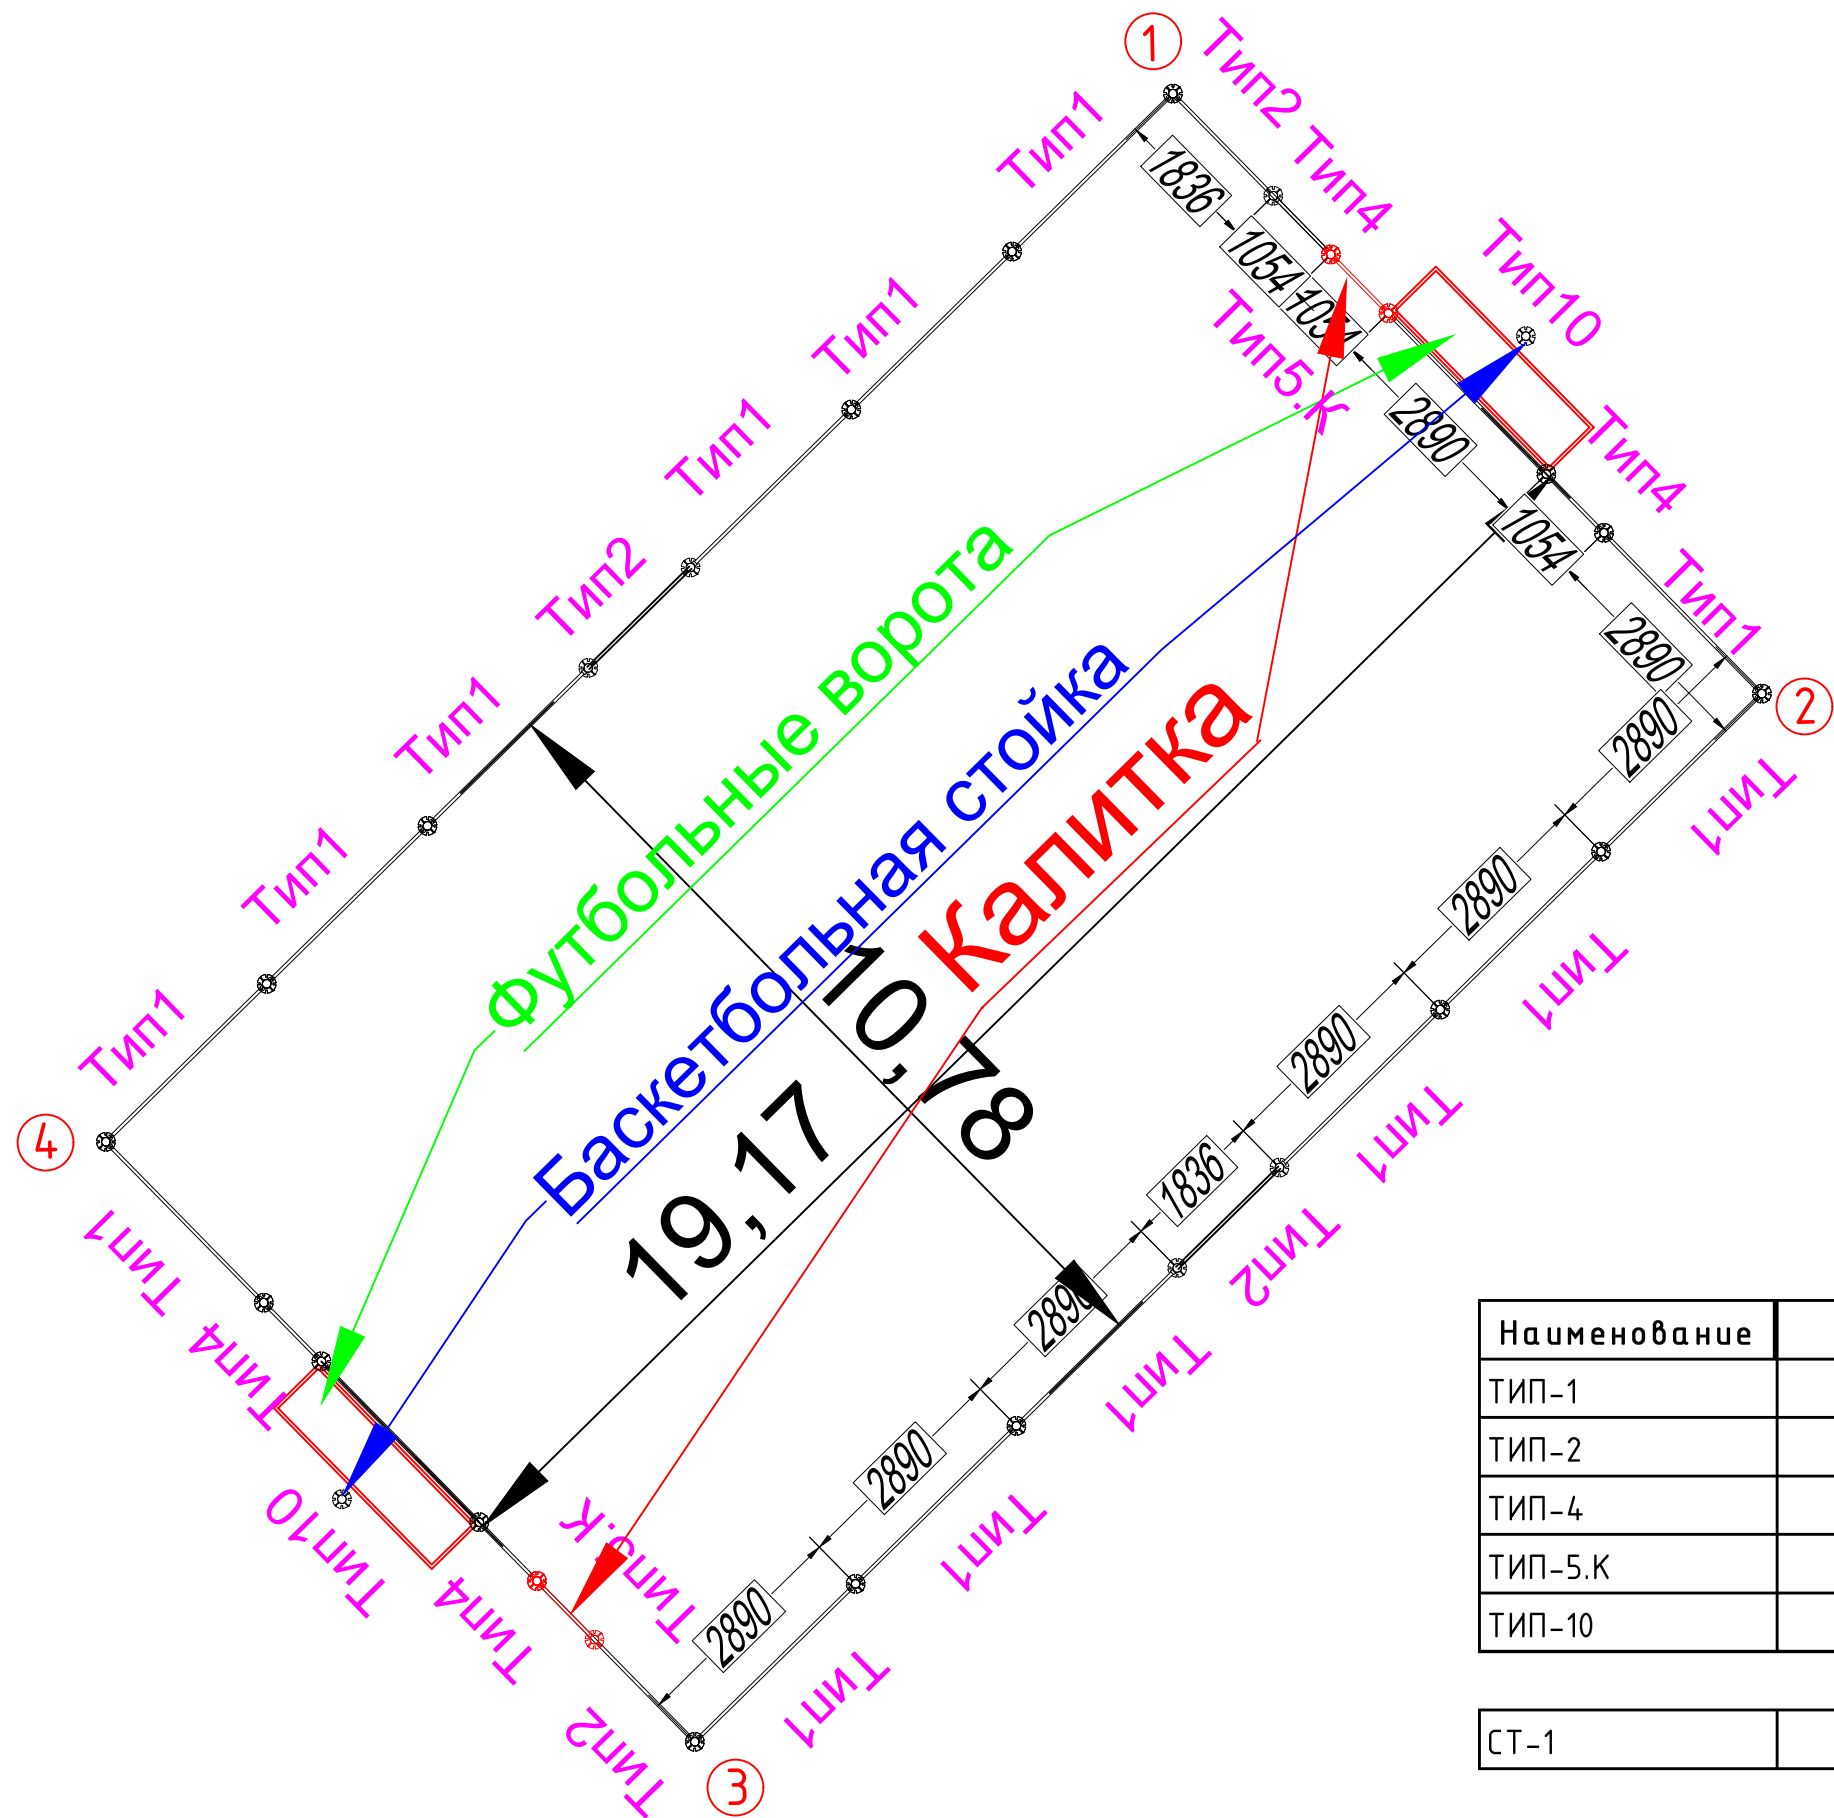 1
Тип2
Тип4
Тип1
1836
1054
1054
Тип10
Тип5.К
Тип1
2890
Тип4
Тип1
1054
Тип1
Тип2
2890
2
2890
Тип1
Футбольные ворота
Баскетбольная стойка
Калитка
Тип1
2890
Тип1
Тип1
2890
Тип1
10,78
19,17
1836
Тип2
Тип1
4
Тип1
2890
Тип1
Тип4
2890
Тип1
Тип10
Тип5.К
Тип4
2890
Тип1
Тип2
3
Наименование
ТИП-1
ТИП-2
ТИП-4
ТИП-5.К
ТИП-10
СТ-1